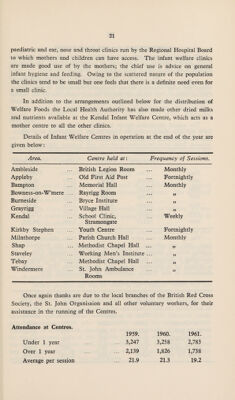 21
paediatric and ear, nose and throat clinics run by the Regional Hospital Board
to which mothers and children can have access. The infant welfare clinics
are made good use of by the mothers; the chief use is advice on general
infant hygiene and feeding. Owing to the scattered nature of the population
the clinics tend to be small but one feels that there is a definite need even for
a small clinic.
In addition to the arrangements outlined below for the distribution of
Welfare Foods the Local Health Authority has also made other dried milks
and nutrients available at the Kendal Infant Welfare Centre, which acts as a
mother centre to all the other clinics.
Details of Infant Welfare Centres in operation at the end of the year are
given below:
Area. Centre held at: Frequency of Sessions.
Ambleside ... British Legion Room ... Monthly
Appleby ... Old First Aid Post ... Fortnightly
Bampton ... Memorial Hall ... Monthly
Bowness-on-W'mere ... Rayrigg Room ... „
Burneside ... Bryce Institute ... „
Grayrigg ... Village Hall ... „
Kendal ... School Clinic, ... Weekly
Stramongate
Kirkby Stephen ... Youth Centre ... Fortnightly
Milnthorpe ... Parish Church Hall ... Monthly
Shap ... Methodist Chapel Hall ... „
Staveley ... Working Men's Institute ... „
Tebay ... Methodist Chapel Hall ... „
Windermere ... St. John Ambulance ... „
Rooms
Once again thanks are due to the local branches of the British Red Cross
Society, the St. John Organisation and all other voluntary workers, for their
assistance in the running of the Centres.
Attendance at Centres.
1959. 1960. 1961.
Under 1 year ... ... 3,247 3,258 2,783
Over 1 year ... ... 2,139 1,826 1,738
Average per session ... 21.9 21.3 19.2